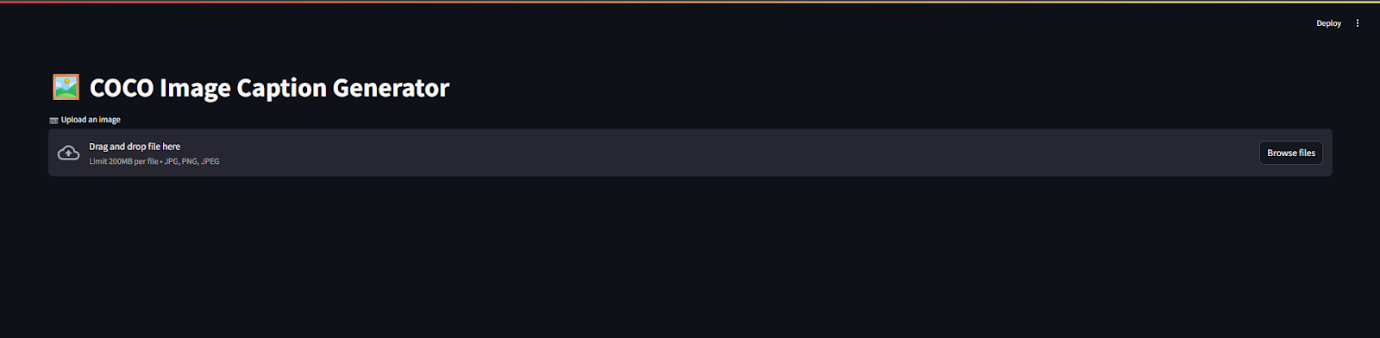 Deploy
COCO Image Caption Generator
Upload an image
Drag and drop file here
Limit 200MB per file • JPG, PNG, JPEG
Browse files